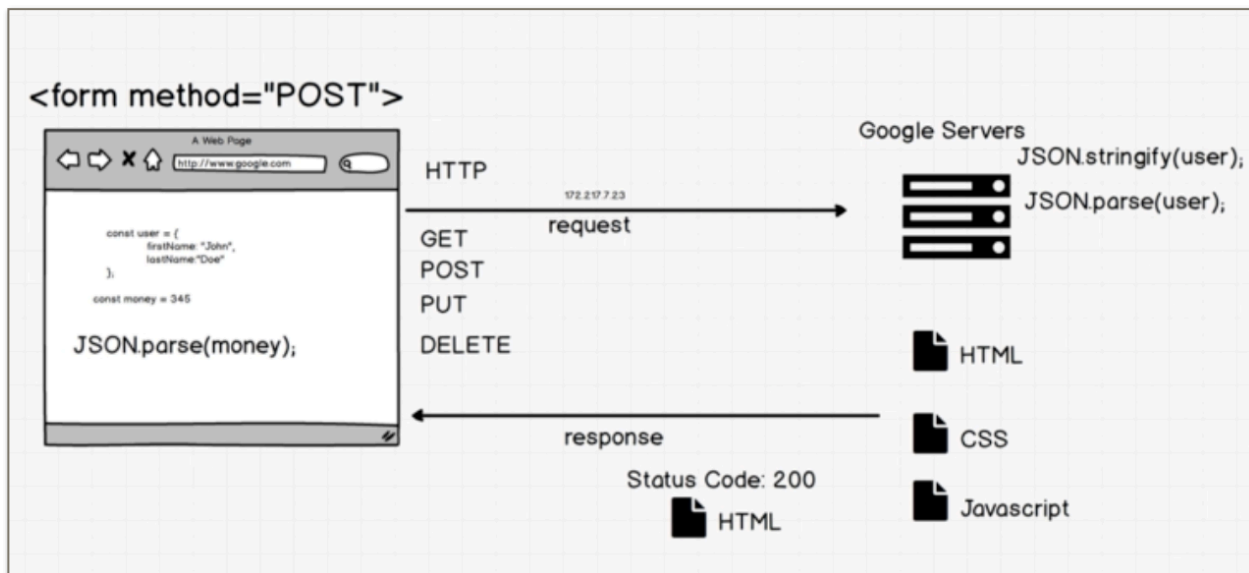 <form method="POST">
A Web Page
http://www.google.com
const user = {
firstName: "John",
lastName:"Doe"
};
const money = 345
JSON.parse(money);
HTTP
172.217.7.23
request
GET
POST
PUT
DELETE
response
Status Code: 200
HTML
Google Servers
JSON.stringify(user);
JSON.parse(user);
HTML
CSS
Javascript